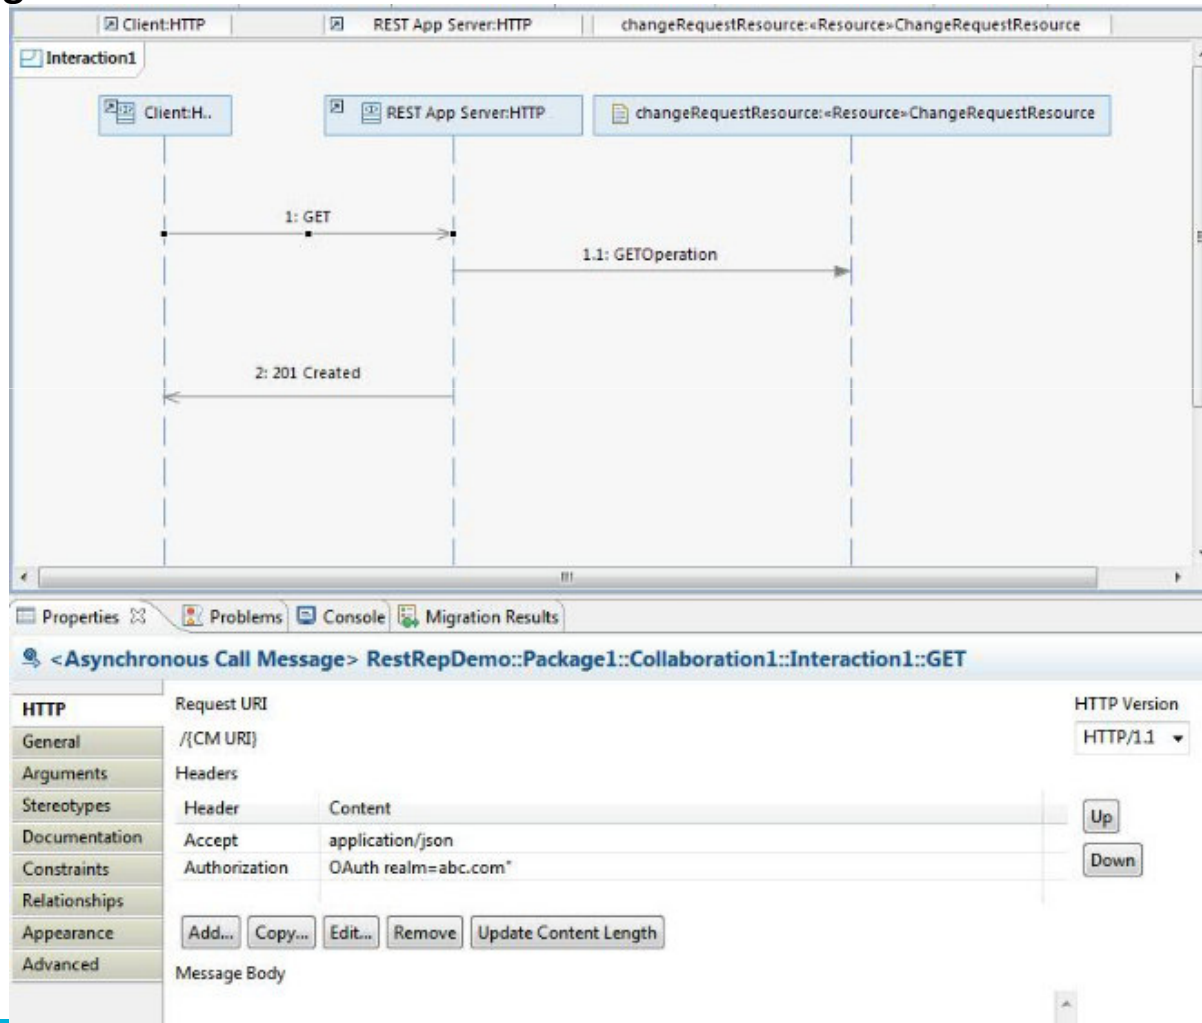 Client:HTTP REST App Server:HTTP changeRequestResource:«Resource»ChangeRequestResource
Interaction1
Client:H.. REST App Server:HTTP changeRequestResource:«Resource»ChangeRequestResource
1: GET
1.1: GETOperation
2: 201 Created
Properties Problems Console Migration Results
<Asynchronous Call Message> RestRepDemo::Package1::Collaboration1::Interaction1::GET
HTTP Request URI HTTP Version
General /{CM URI} HTTP/1.1
Arguments Headers
Stereotypes Header Content Up
Documentation Accept application/json
Constraints Authorization OAuth realm=abc.com" Down
Relationships
Appearance Add... Copy... Edit... Remove Update Content Length
Advanced Message Body